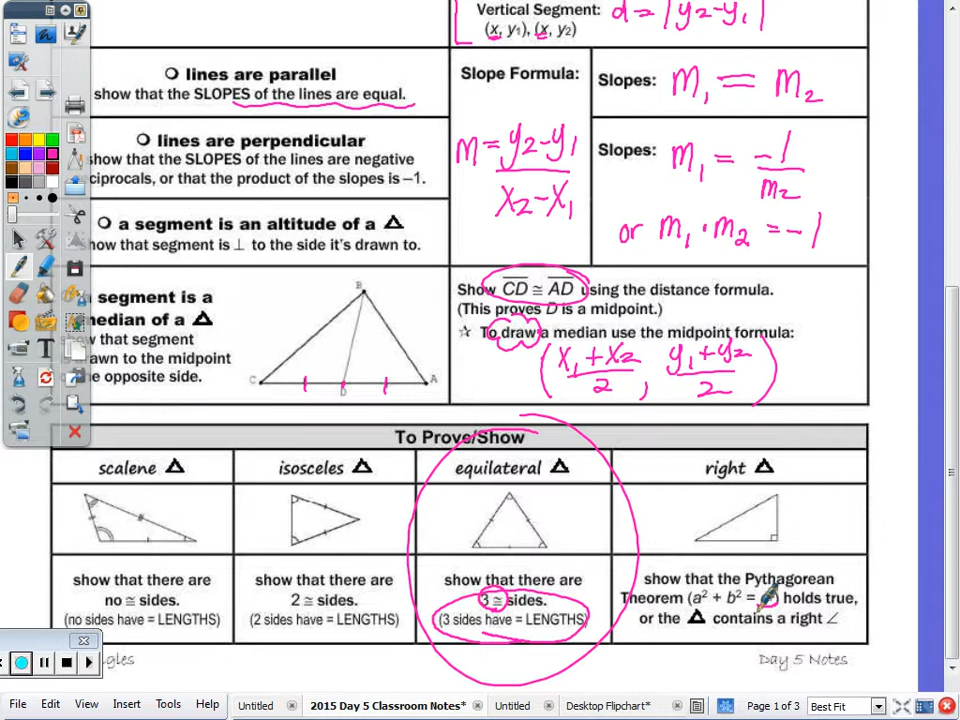 Vertical Segment: d = |y2-y1|
(x, y1), (x, y2)
lines are parallel
show that the SLOPES of the lines are equal.
Slope Formula:
Slopes: m1 = m2
lines are perpendicular
show that the SLOPES of the lines are negative
ciprocals, or that the product of the slopes is −1.
m = y2-y1
x2-x1
Slopes: m1 = -1
m2
or m1 · m2 = -1
a segment is an altitude of a Δ
how that segment is ⊥ to the side it's drawn to.
segment is a
median of a Δ
that segment
awn to the midpoint
opposite side.
B
C
D
A
Show CD ≅ AD using the distance formula.
(This proves D is a midpoint.)
☆ To draw a median use the midpoint formula:
(x1 + x2 , y1 + y2)
2 2
To Prove/Show
scalene Δ isosceles Δ equilateral Δ right Δ
show that there are
no ≅ sides.
(no sides have = LENGTHS)
show that there are
2 ≅ sides.
(2 sides have = LENGTHS)
show that there are
3 ≅ sides.
(3 sides have = LENGTHS)
show that the Pythagorean
Theorem (a² + b² = ) holds true,
or the Δ contains a right ∠
ngles
Day 5 Notes
File Edit View Insert Tools Help
Untitled 2015 Day 5 Classroom Notes* Untitled Desktop Flipchart*
Page 1 of 3 Best Fit